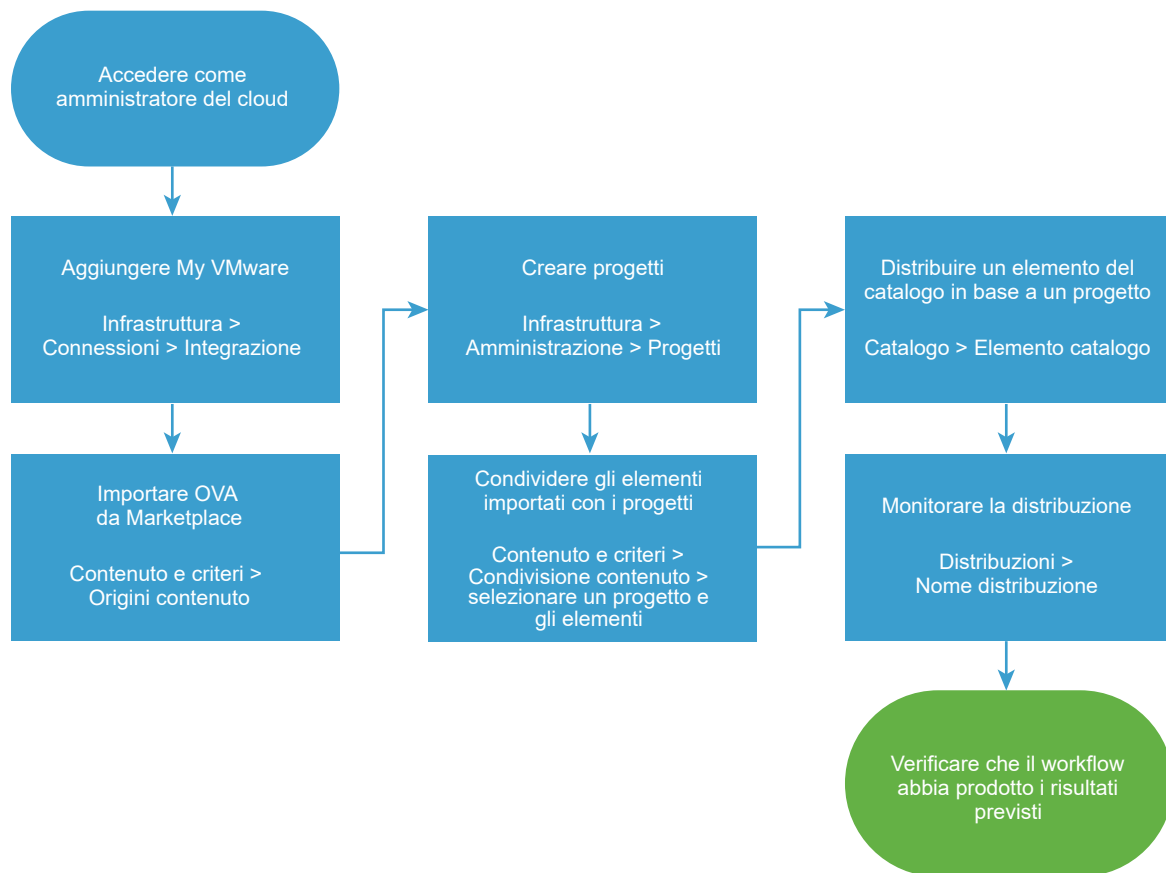 Accedere come
amministratore del cloud
Aggiungere My VMware
Infrastruttura >
Connessioni > Integrazione
Importare OVA
da Marketplace
Contenuto e criteri >
Origini contenuto
Creare progetti
Infrastruttura >
Amministrazione > Progetti
Condividere gli elementi
importati con i progetti
Contenuto e criteri >
Condivisione contenuto >
selezionare un progetto e
gli elementi
Distribuire un elemento del
catalogo in base a un progetto
Catalogo > Elemento catalogo
Monitorare la distribuzione
Distribuzioni >
Nome distribuzione
Verificare che il workflow
abbia prodotto i risultati
previsti